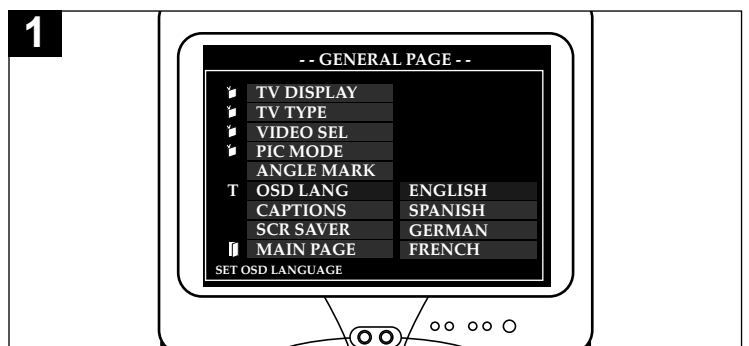 1
- - GENERAL PAGE - -
TV DISPLAY
TV TYPE
VIDEO SEL
PIC MODE
ANGLE MARK
T OSD LANG ENGLISH
CAPTIONS SPANISH
SCR SAVER GERMAN
MAIN PAGE FRENCH
SET OSD LANGUAGE